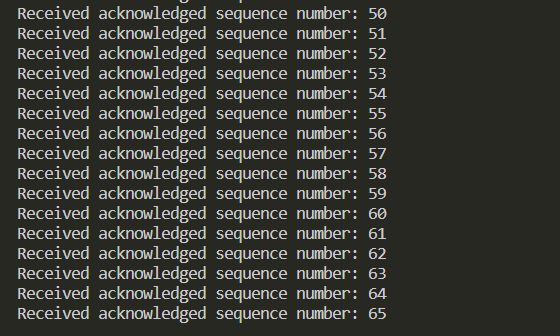 Received acknowledged sequence number: 50
Received acknowledged sequence number: 51
Received acknowledged sequence number: 52
Received acknowledged sequence number: 53
Received acknowledged sequence number: 54
Received acknowledged sequence number: 55
Received acknowledged sequence number: 56
Received acknowledged sequence number: 57
Received acknowledged sequence number: 58
Received acknowledged sequence number: 59
Received acknowledged sequence number: 60
Received acknowledged sequence number: 61
Received acknowledged sequence number: 62
Received acknowledged sequence number: 63
Received acknowledged sequence number: 64
Received acknowledged sequence number: 65